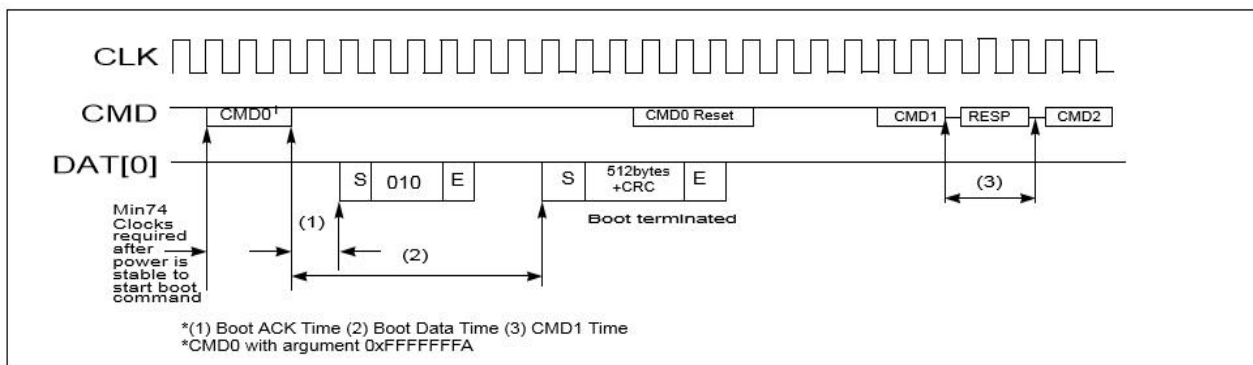 CLK
CMD
CMD0¹
CMD0 Reset
CMD1
RESP
CMD2
DAT[0]
S
010
E
S
512bytes
+CRC
E
(3)
Boot terminated
Min74
Clocks
required
after
power is
stable to
start boot
command
(1)
(2)
*(1) Boot ACK Time (2) Boot Data Time (3) CMD1 Time
*CMD0 with argument 0xFFFFFFFA